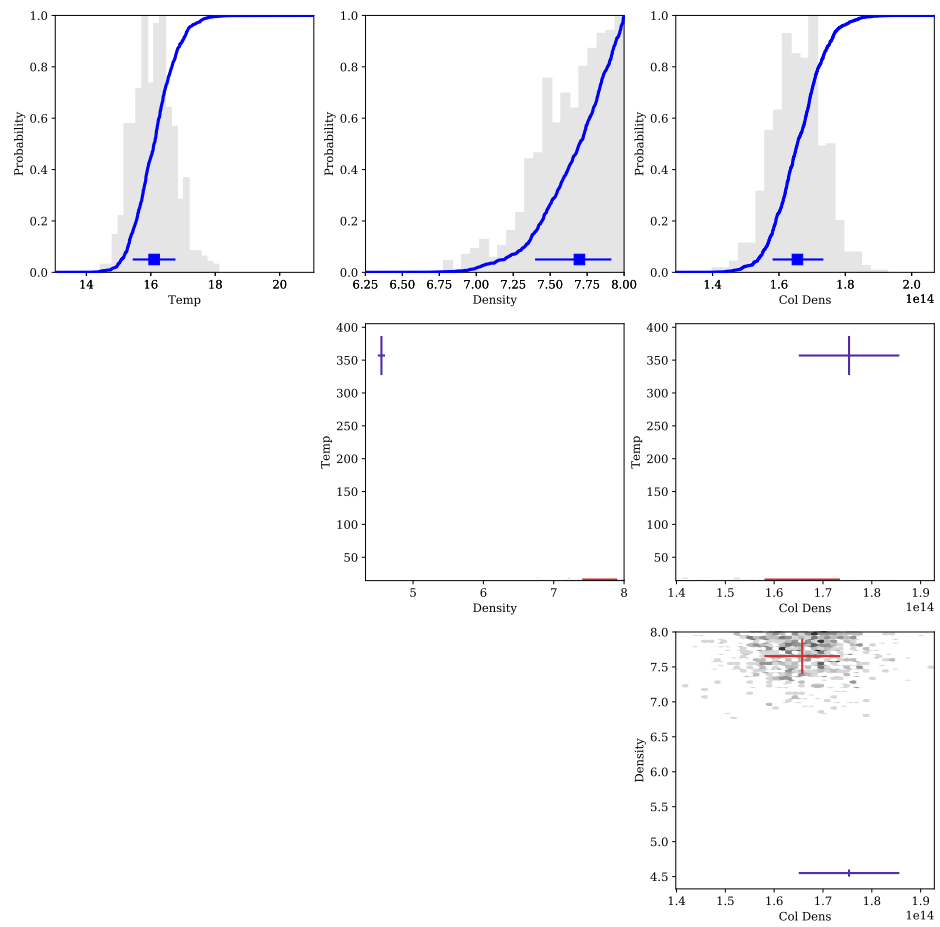 1.0 1.0 1.0
0.8 0.8 0.8
0.6 0.6 0.6
Probability Probability Probability
0.4 0.4 0.4
0.2 0.2 0.2
0.0 0.0 0.0
14 16 18 20 6.25 6.50 6.75 7.00 7.25 7.50 7.75 8.00 1.4 1.6 1.8 2.0
Temp Density Col Dens 1e14
400 400
350 350
300 300
250 250
Temp Temp
200 200
150 150
100 100
50 50
5 6 7 8 1.4 1.5 1.6 1.7 1.8 1.9
Density Col Dens 1e14
8.0
7.5
7.0
6.5
Density
6.0
5.5
5.0
4.5
1.4 1.5 1.6 1.7 1.8 1.9
Col Dens 1e14